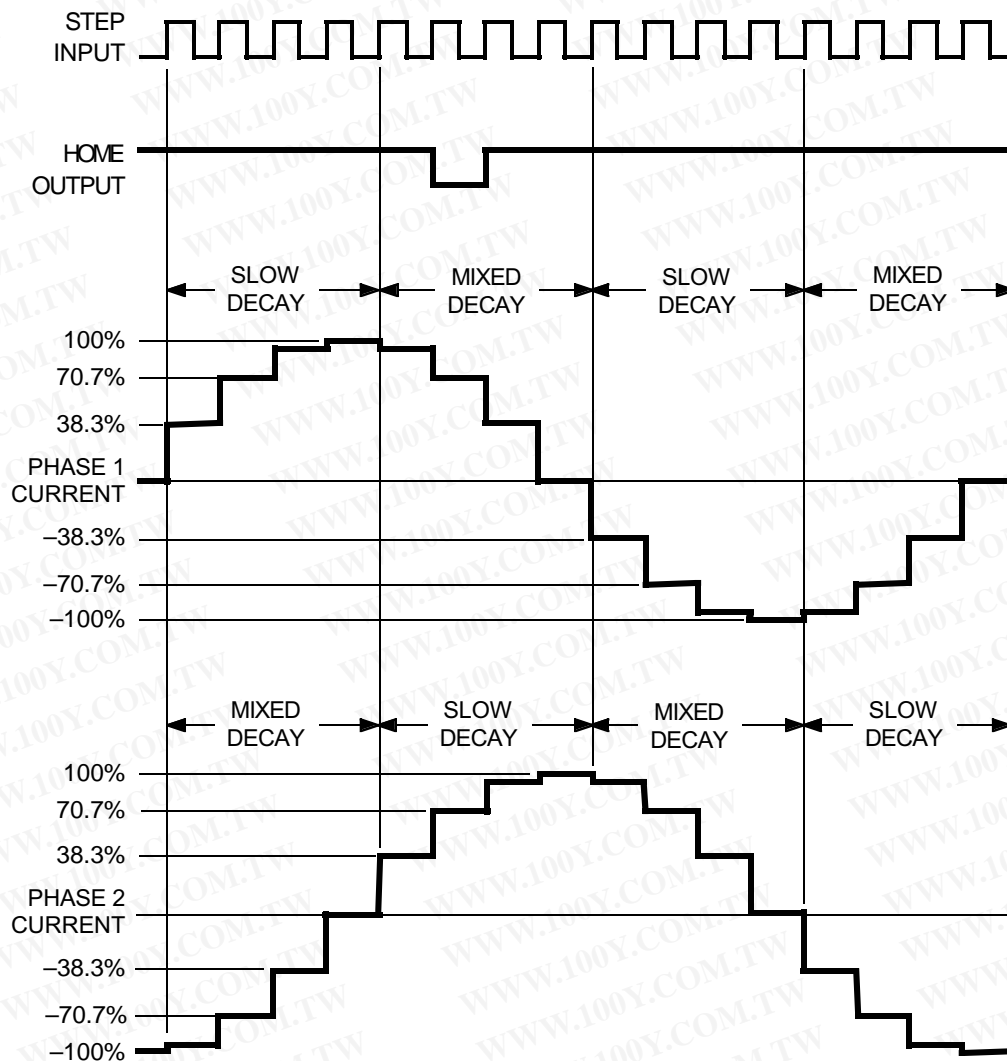 STEP
INPUT
HOME
OUTPUT
SLOW
DECAY
MIXED
DECAY
SLOW
DECAY
MIXED
DECAY
100%
70.7%
38.3%
PHASE 1
CURRENT
–38.3%
–70.7%
–100%
MIXED
DECAY
SLOW
DECAY
MIXED
DECAY
SLOW
DECAY
100%
70.7%
38.3%
PHASE 2
CURRENT
–38.3%
–70.7%
–100%
WWW.100Y.COM.TW